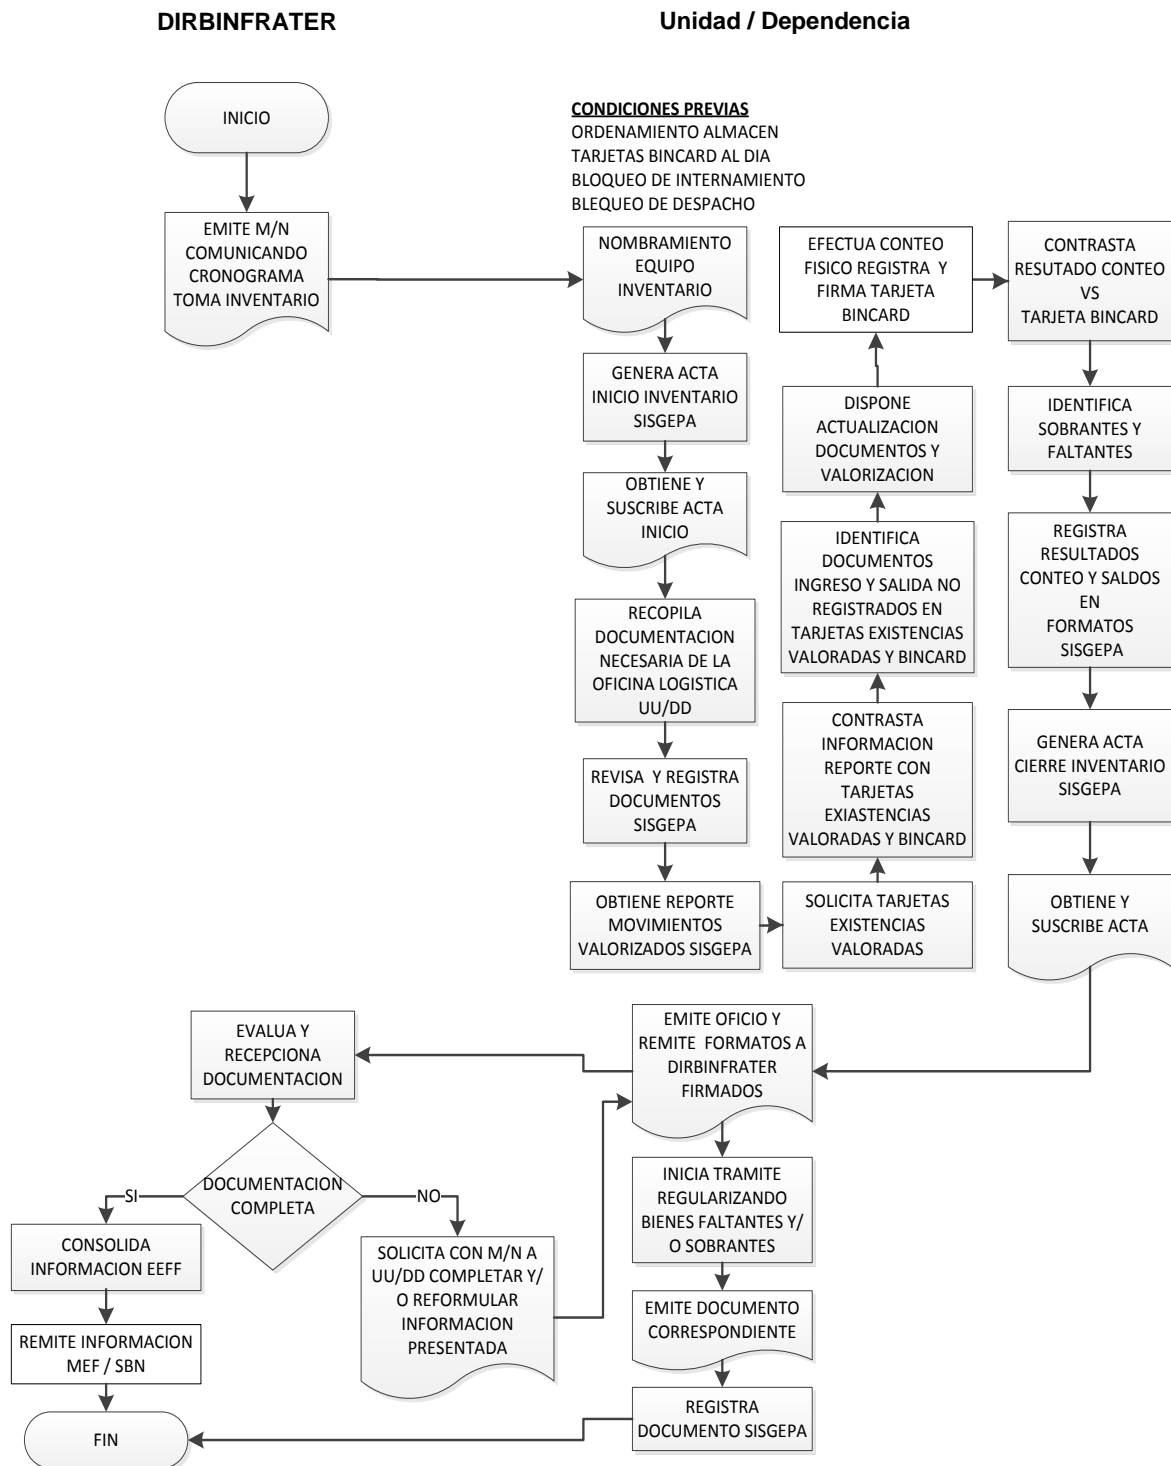 DIRBINFRATER
Unidad / Dependencia
INICIO
CONDICIONES PREVIAS
ORDENAMIENTO ALMACEN
TARJETAS BINCARD AL DIA
BLOQUEO DE INTERNAMIENTO
BLEQUEO DE DESPACHO
EMITE M/N
COMUNICANDO
CRONOGRAMA
TOMA INVENTARIO
NOMBRAMIENTO
EQUIPO
INVENTARIO
GENERA ACTA
INICIO INVENTARIO
SISGEPA
OBTIENE Y
SUSCRIBE ACTA
INICIO
RECOPILA
DOCUMENTACION
NECESARIA DE LA
OFICINA LOGISTICA
UU/DD
REVISA Y REGISTRA
DOCUMENTOS
SISGEPA
OBTIENE REPORTE
MOVIMIENTOS
VALORIZADOS SISGEPA
SOLICITA TARJETAS
EXISTENCIAS
VALORADAS
CONTRASTA
INFORMACION
REPORTE CON
TARJETAS
EXIASTENCIAS
VALORADAS Y BINCARD
IDENTIFICA
DOCUMENTOS
INGRESO Y SALIDA NO
REGISTRADOS EN
TARJETAS EXISTENCIAS
VALORADAS Y BINCARD
DISPONE
ACTUALIZACION
DOCUMENTOS Y
VALORIZACION
EFECTUA CONTEO
FISICO REGISTRA Y
FIRMA TARJETA
BINCARD
CONTRASTA
RESUTADO CONTEO
VS
TARJETA BINCARD
IDENTIFICA
SOBRANTES Y
FALTANTES
REGISTRA
RESULTADOS
CONTEO Y SALDOS
EN
FORMATOS
SISGEPA
GENERA ACTA
CIERRE INVENTARIO
SISGEPA
OBTIENE Y
SUSCRIBE ACTA
EMITE OFICIO Y
REMITE FORMATOS A
DIRBINFRATER
FIRMADOS
EVALUA Y
RECEPCIONA
DOCUMENTACION
DOCUMENTACION
COMPLETA
SI
NO
CONSOLIDA
INFORMACION EEFF
REMITE INFORMACION
MEF / SBN
SOLICITA CON M/N A
UU/DD COMPLETAR Y/
O REFORMULAR
INFORMACION
PRESENTADA
INICIA TRAMITE
REGULARIZANDO
BIENES FALTANTES Y/
O SOBRANTES
EMITE DOCUMENTO
CORRESPONDIENTE
REGISTRA
DOCUMENTO SISGEPA
FIN